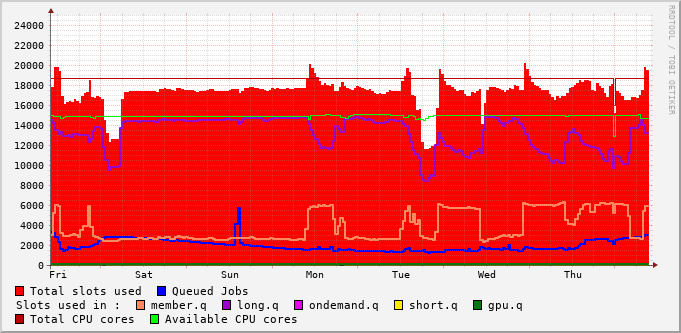 RRDTOOL / TOBI OETIKER
24000
22000
20000
18000
16000
14000
12000
10000
8000
6000
4000
2000
0
Fri Sat Sun Mon Tue Wed Thu
Total slots used Queued Jobs
Slots used in : member.q long.q ondemand.q short.q gpu.q
Total CPU cores Available CPU cores